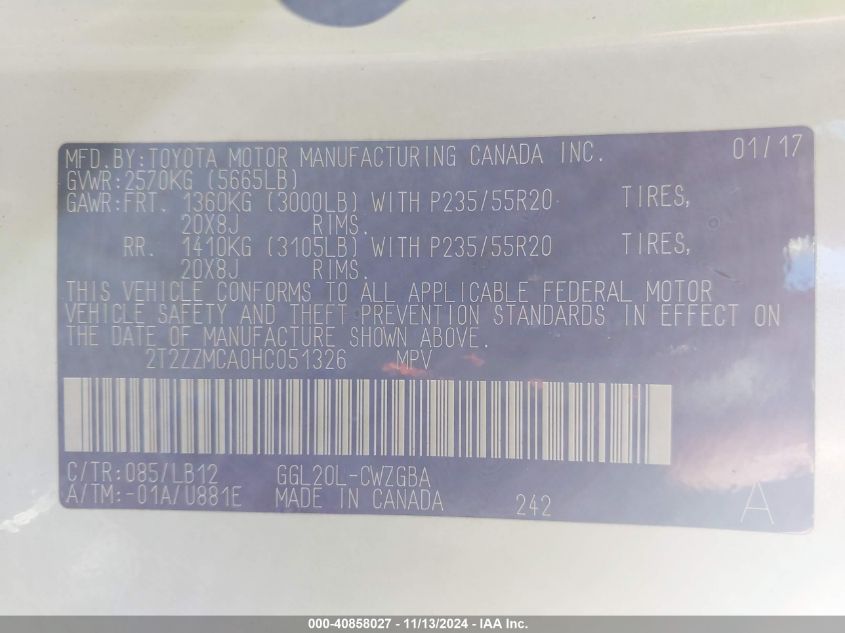 MFD.BY:TOYOTA MOTOR MANUFACTURING CANADA INC. 01/17
GVWR:2570KG (5665LB)
GAWR:FRT. 1360KG (3000LB) WITH P235/55R20 TIRES,
20X8J RIMS.
RR. 1410KG (3105LB) WITH P235/55R20 TIRES,
20X8J RIMS.
THIS VEHICLE CONFORMS TO ALL APPLICABLE FEDERAL MOTOR
VEHICLE SAFETY AND THEFT PREVENTION STANDARDS IN EFFECT ON
THE DATE OF MANUFACTURE SHOWN ABOVE.
2T2ZZMCA0HC051326 MPV
C/TR:085/LB12 GGL20L-CWZGBA
A/TM:-01A/U881E MADE IN CANADA 242 A
000-40858027 - 11/13/2024 - IAA Inc.